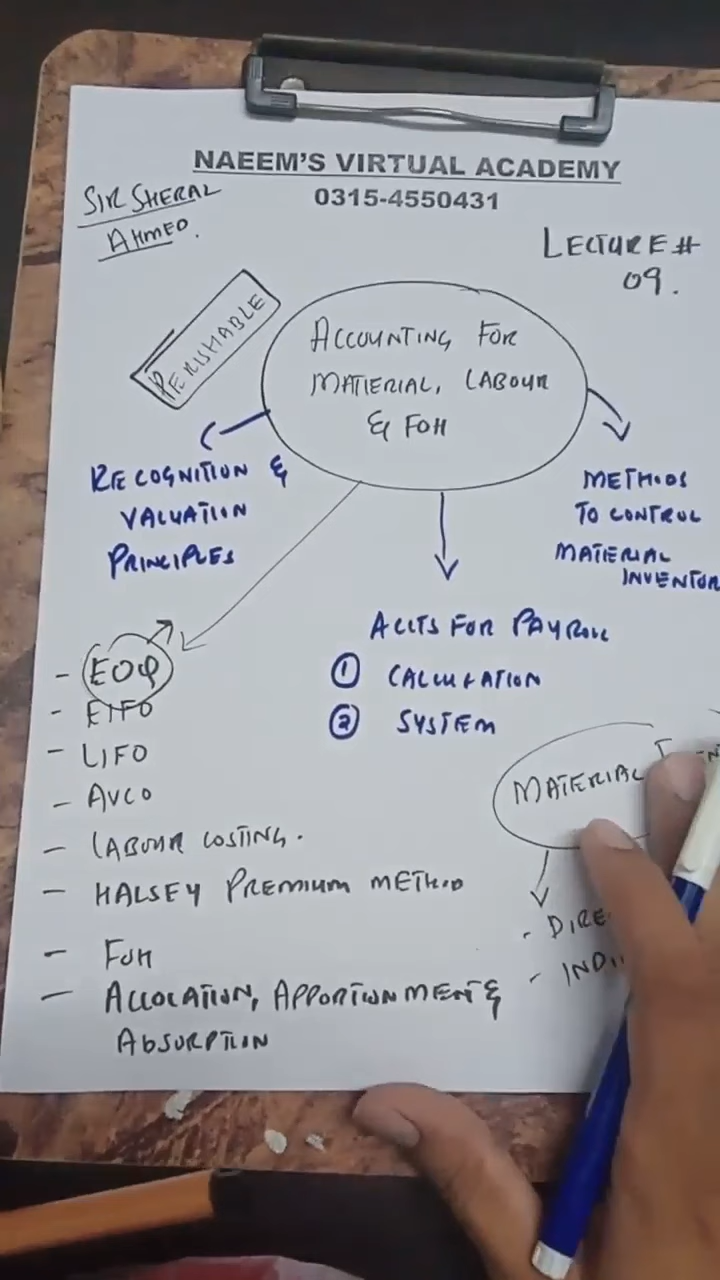 NAEEM'S VIRTUAL ACADEMY
0315-4550431
SIR SHERAL
AHMED.
LECTURE #
09.
PERISHABLE
ACCOUNTING FOR
MATERIAL, LABOUR
& FOH
RECOGNITION &
VALUATION
PRINCIPLES
METHODS
TO CONTROL
MATERIAL
INVENTOR
ACCTS FOR PAYROLL
① CALCULATION
② SYSTEM
- EOQ
- FIFO
- LIFO
- AVCO
- LABOUR COSTING.
- HALSEY PREMIUM METHOD
- FOH
- ALLOCATION, APPORTIONMENT &
ABSORPTION
MATERIAL
- DIRE
- INDI